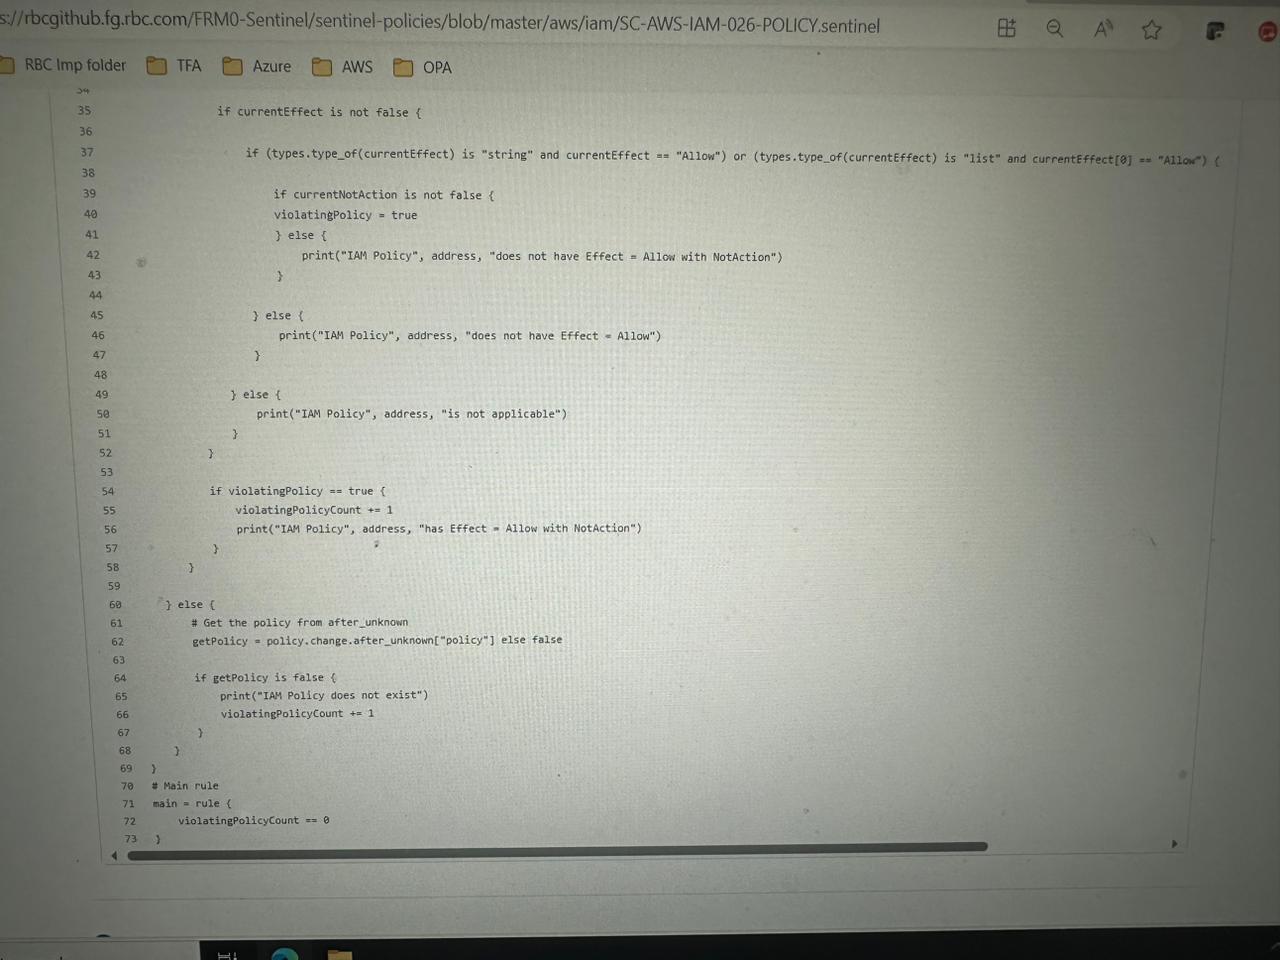 s://rbcgithub.fg.rbc.com/FRM0-Sentinel/sentinel-policies/blob/master/aws/iam/SC-AWS-IAM-026-POLICY.sentinel
RBC Imp folder TFA Azure AWS OPA
34
35 if currentEffect is not false {
36
37 if (types.type_of(currentEffect) is "string" and currentEffect == "Allow") or (types.type_of(currentEffect) is "list" and currentEffect[0] == "Allow") {
38
39 if currentNotAction is not false {
40 violatingPolicy = true
41 } else {
42 print("IAM Policy", address, "does not have Effect = Allow with NotAction")
43 }
44
45 } else {
46 print("IAM Policy", address, "does not have Effect = Allow")
47 }
48
49 } else {
50 print("IAM Policy", address, "is not applicable")
51 }
52 }
53
54 if violatingPolicy == true {
55 violatingPolicyCount += 1
56 print("IAM Policy", address, "has Effect = Allow with NotAction")
57 }
58 }
59
60 } else {
61 # Get the policy from after_unknown
62 getPolicy = policy.change.after_unknown["policy"] else false
63
64 if getPolicy is false {
65 print("IAM Policy does not exist")
66 violatingPolicyCount += 1
67 }
68 }
69 }
70 # Main rule
71 main = rule {
72 violatingPolicyCount == 0
73 }